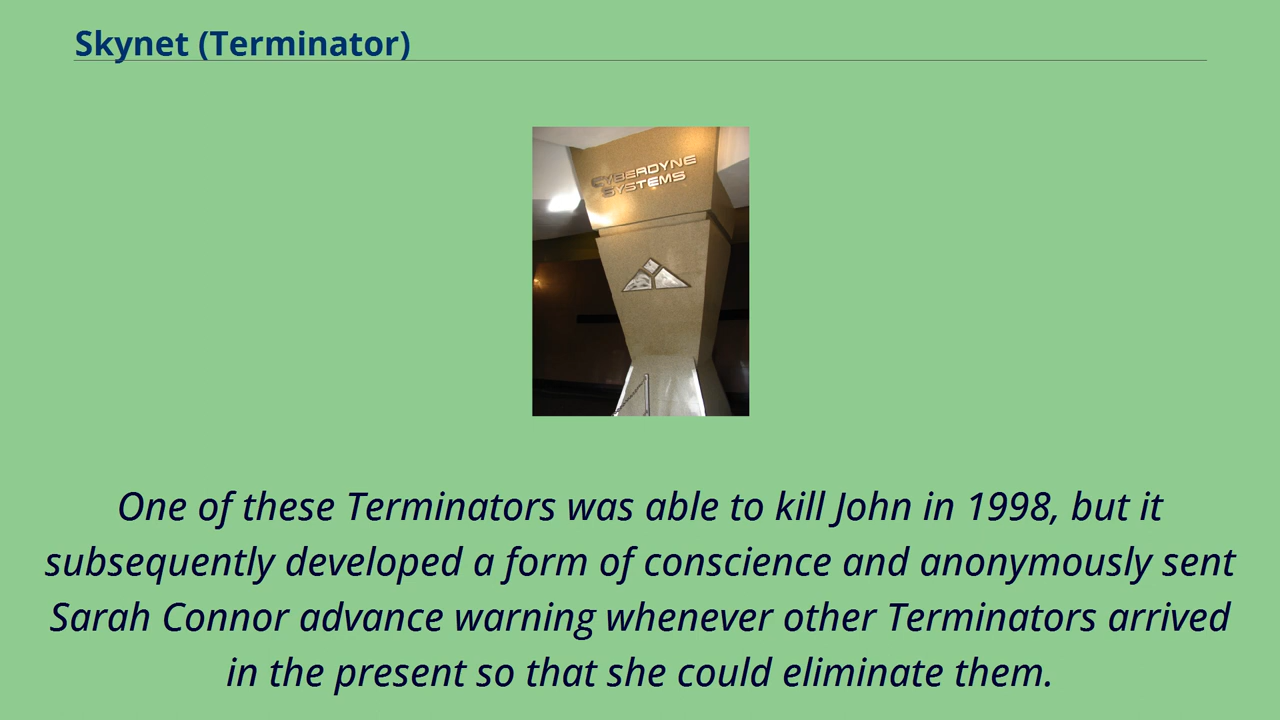 Skynet (Terminator)
CYBERDYNE
SYSTEMS
One of these Terminators was able to kill John in 1998, but it
subsequently developed a form of conscience and anonymously sent
Sarah Connor advance warning whenever other Terminators arrived
in the present so that she could eliminate them.